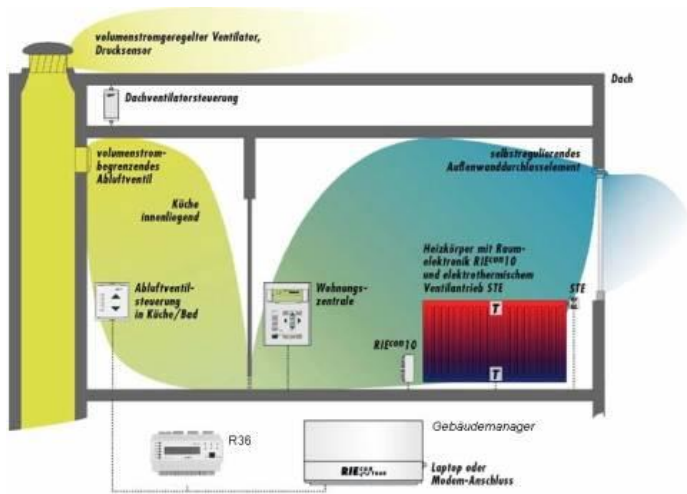 volumenstromgeregelter Ventilator,
Drucksensor
Dach
Dachventilatorsteuerung
volumenstrom-
begrenzendes
Abluftventil
selbstregulierendes
Außenwanddurchlasselement
Küche
innenliegend
Heizkörper mit Raum-
elektronik RIEcon10
und elektrothermischem
Ventilantrieb STE
Abluftventil-
steuerung
in Küche/Bad
Wohnungs-
zentrale
STE
T
RIEcon10
T
Gebäudemanager
R36
RIEcon
Laptop oder
Modem-Anschluss